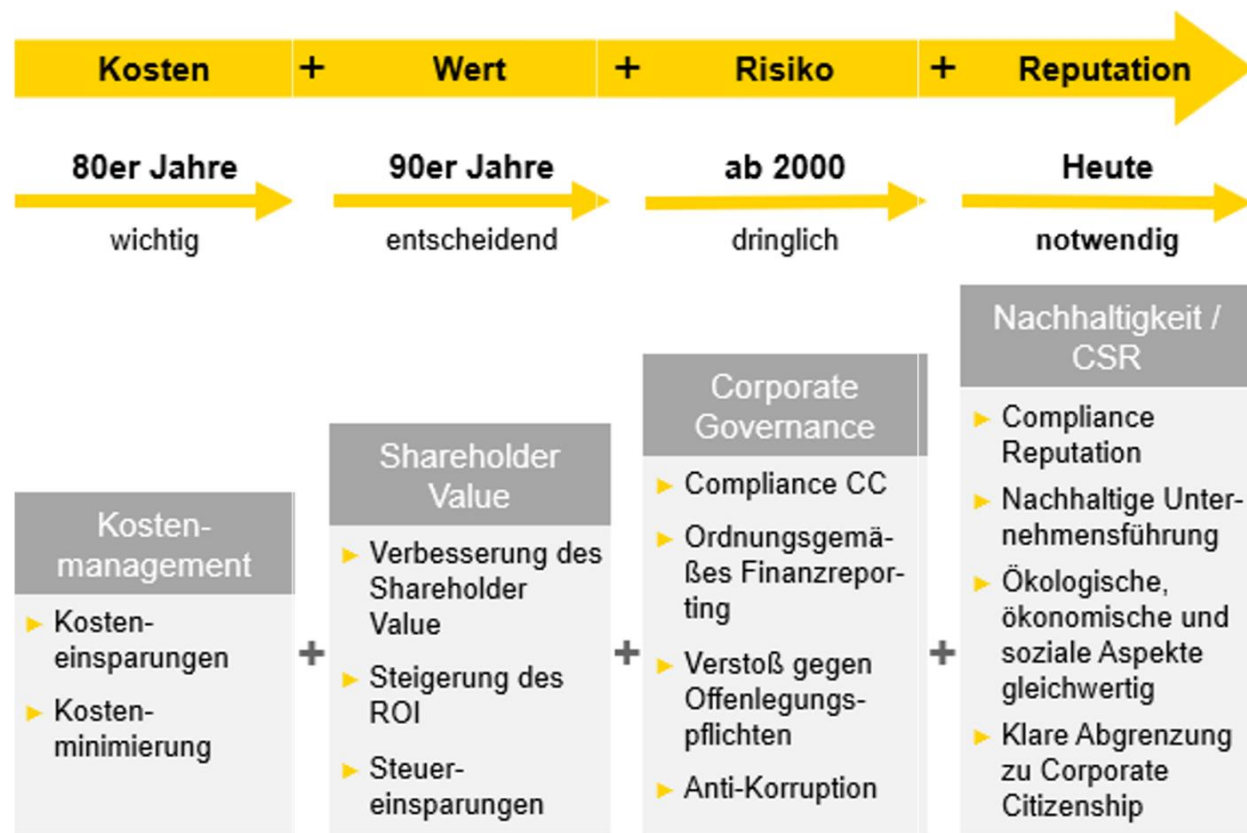 Kosten + Wert + Risiko + Reputation
80er Jahre 90er Jahre ab 2000 Heute
wichtig entscheidend dringlich notwendig
Kosten-
management
► Kosten-
einsparungen
► Kosten-
minimierung
+
Shareholder
Value
► Verbesserung des
Shareholder
Value
► Steigerung des
ROI
► Steuer-
einsparungen
+
Corporate
Governance
► Compliance CC
► Ordnungsgemä-
ßes Finanzrepor-
ting
► Verstoß gegen
Offenlegungs-
pflichten
► Anti-Korruption
+
Nachhaltigkeit /
CSR
► Compliance
Reputation
► Nachhaltige Unter-
nehmensführung
► Ökologische,
ökonomische und
soziale Aspekte
gleichwertig
► Klare Abgrenzung
zu Corporate
Citizenship